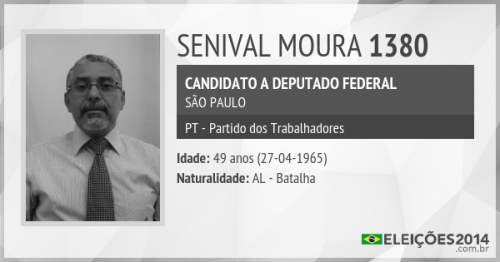 SENIVAL MOURA 1380
CANDIDATO A DEPUTADO FEDERAL
SÃO PAULO
PT - Partido dos Trabalhadores
Idade: 49 anos (27-04-1965)
Naturalidade: AL - Batalha
ELEIÇÕES2014
.com.br